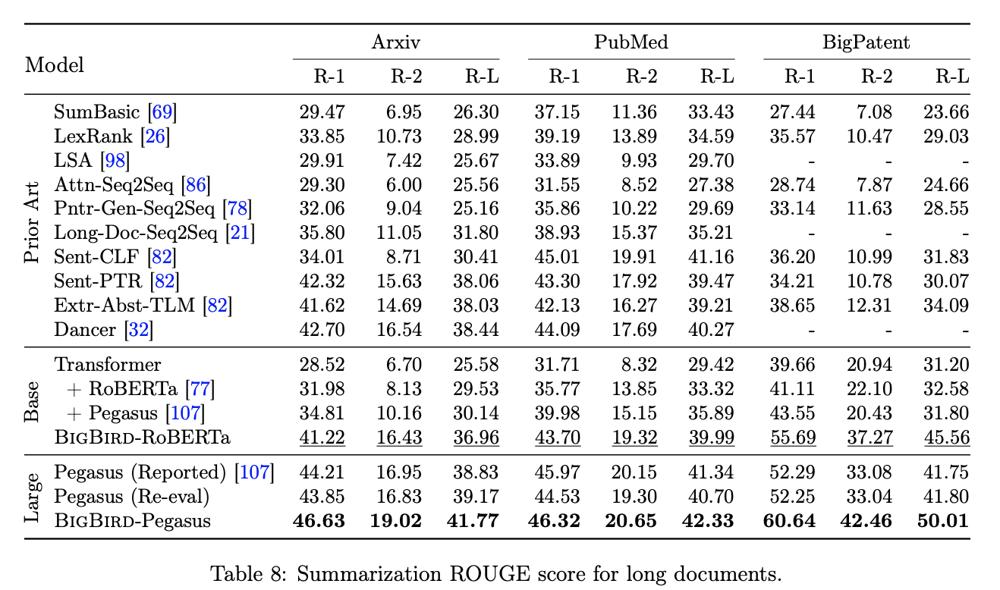 Model Arxiv PubMed BigPatent
R-1 R-2 R-L R-1 R-2 R-L R-1 R-2 R-L
Prior Art
SumBasic [69] 29.47 6.95 26.30 37.15 11.36 33.43 27.44 7.08 23.66
LexRank [26] 33.85 10.73 28.99 39.19 13.89 34.59 35.57 10.47 29.03
LSA [98] 29.91 7.42 25.67 33.89 9.93 29.70 - - -
Attn-Seq2Seq [86] 29.30 6.00 25.56 31.55 8.52 27.38 28.74 7.87 24.66
Pntr-Gen-Seq2Seq [78] 32.06 9.04 25.16 35.86 10.22 29.69 33.14 11.63 28.55
Long-Doc-Seq2Seq [21] 35.80 11.05 31.80 38.93 15.37 35.21 - - -
Sent-CLF [82] 34.01 8.71 30.41 45.01 19.91 41.16 36.20 10.99 31.83
Sent-PTR [82] 42.32 15.63 38.06 43.30 17.92 39.47 34.21 10.78 30.07
Extr-Abst-TLM [82] 41.62 14.69 38.03 42.13 16.27 39.21 38.65 12.31 34.09
Dancer [32] 42.70 16.54 38.44 44.09 17.69 40.27 - - -
Base
Transformer 28.52 6.70 25.58 31.71 8.32 29.42 39.66 20.94 31.20
+ RoBERTa [77] 31.98 8.13 29.53 35.77 13.85 33.32 41.11 22.10 32.58
+ Pegasus [107] 34.81 10.16 30.14 39.98 15.15 35.89 43.55 20.43 31.80
BIGBIRD-RoBERTa 41.22 16.43 36.96 43.70 19.32 39.99 55.69 37.27 45.56
Large
Pegasus (Reported) [107] 44.21 16.95 38.83 45.97 20.15 41.34 52.29 33.08 41.75
Pegasus (Re-eval) 43.85 16.83 39.17 44.53 19.30 40.70 52.25 33.04 41.80
BIGBIRD-Pegasus 46.63 19.02 41.77 46.32 20.65 42.33 60.64 42.46 50.01
Table 8: Summarization ROUGE score for long documents.